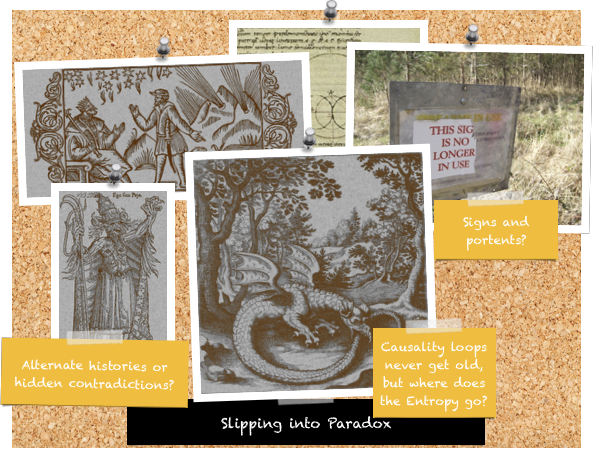 THIS SIG
IS NO
LONGER
IN USE
Signs and
portents?
Ego sum Papa.
Alternate histories or
hidden contradictions?
Causality loops
never get old,
but where does
the Entropy go?
Slipping into Paradox